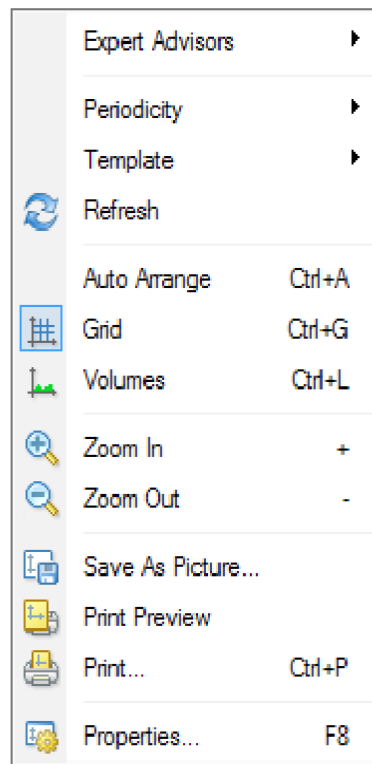 Expert Advisors
Periodicity
Template
Refresh
Auto Arrange Ctrl+A
Grid Ctrl+G
Volumes Ctrl+L
Zoom In +
Zoom Out -
Save As Picture...
Print Preview
Print... Ctrl+P
Properties... F8